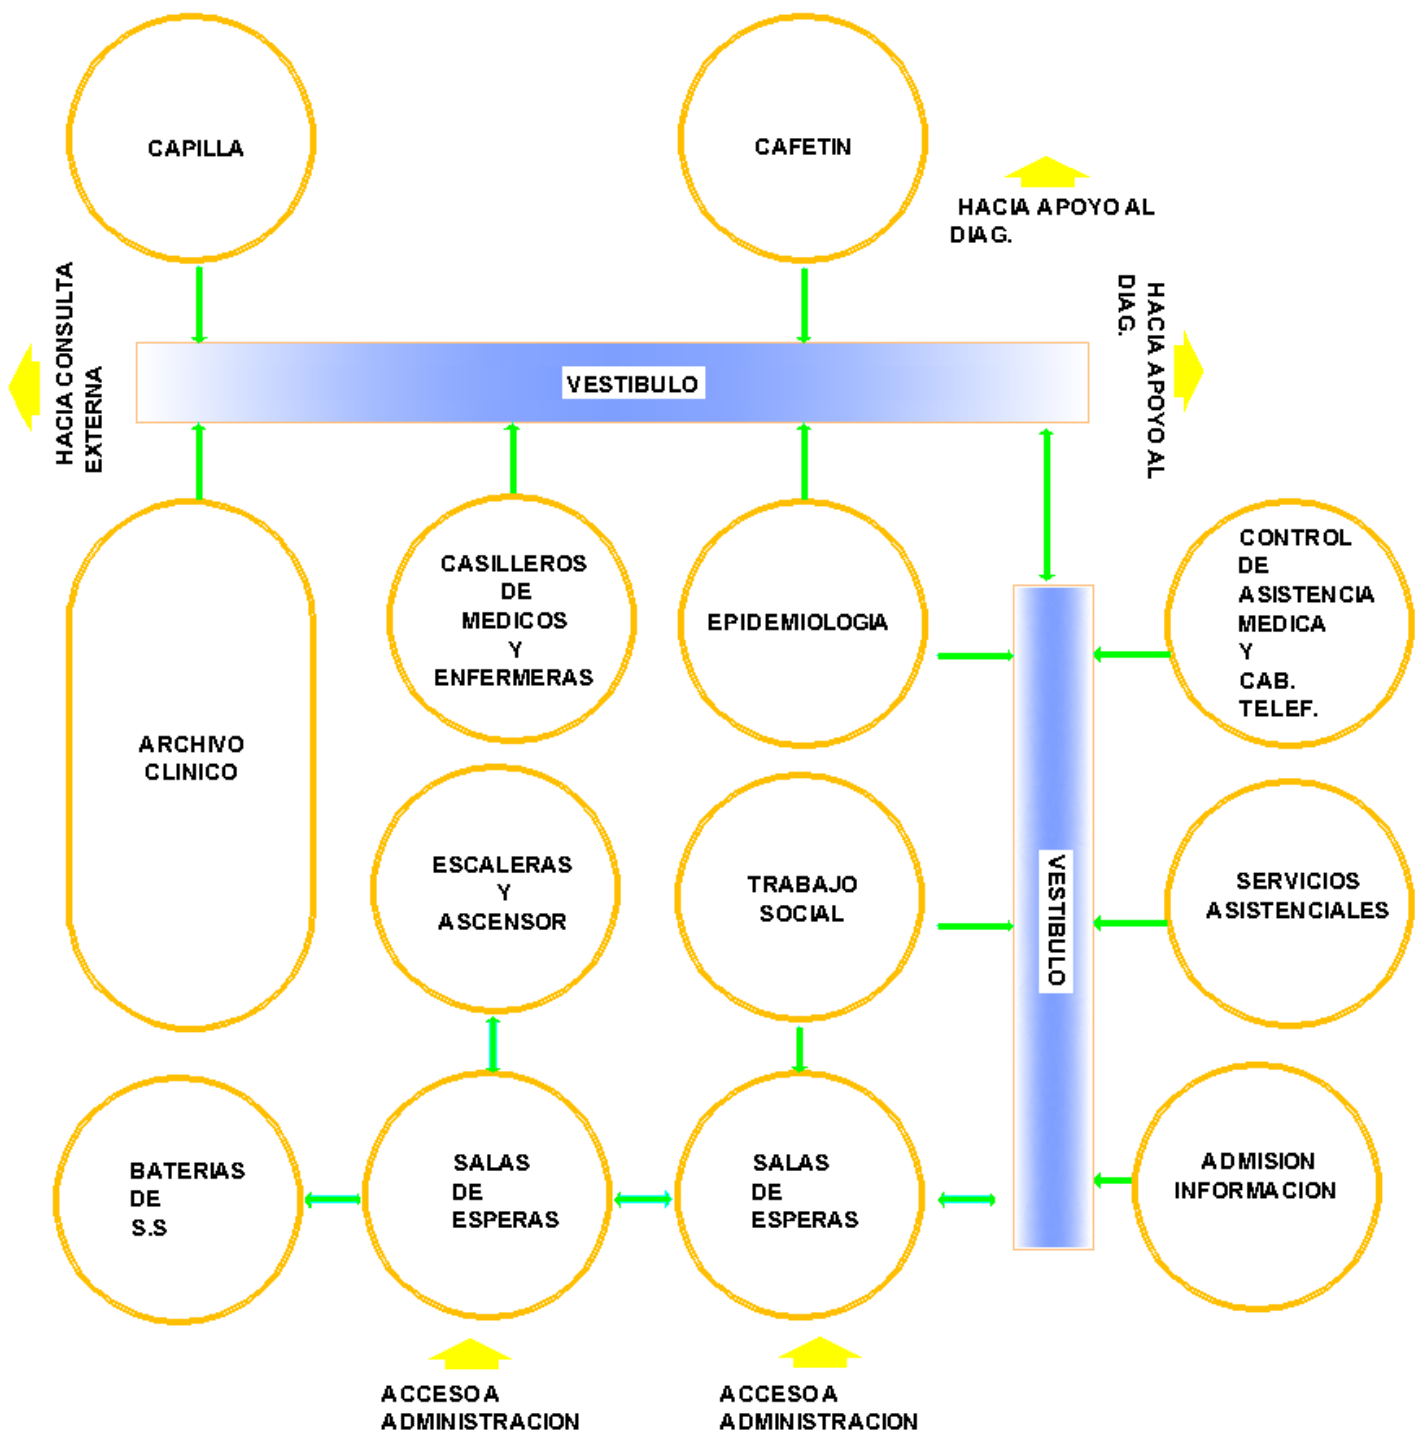 CAPILLA
CAFETIN
HACIA APOYO AL
DIAG.
HACIA CONSULTA
EXTERNA
VESTIBULO
HACIA APOYO AL
DIAG.
ARCHIVO
CLINICO
CASILLEROS
DE
MEDICOS
Y
ENFERMERAS
EPIDEMIOLOGIA
CONTROL
DE
ASISTENCIA
MEDICA
Y
CAB.
TELEF.
ESCALERAS
Y
ASCENSOR
TRABAJO
SOCIAL
VESTIBULO
SERVICIOS
ASISTENCIALES
BATERIAS
DE
S.S
SALAS
DE
ESPERAS
SALAS
DE
ESPERAS
ADMISION
INFORMACION
ACCESO A
ADMINISTRACION
ACCESO A
ADMINISTRACION